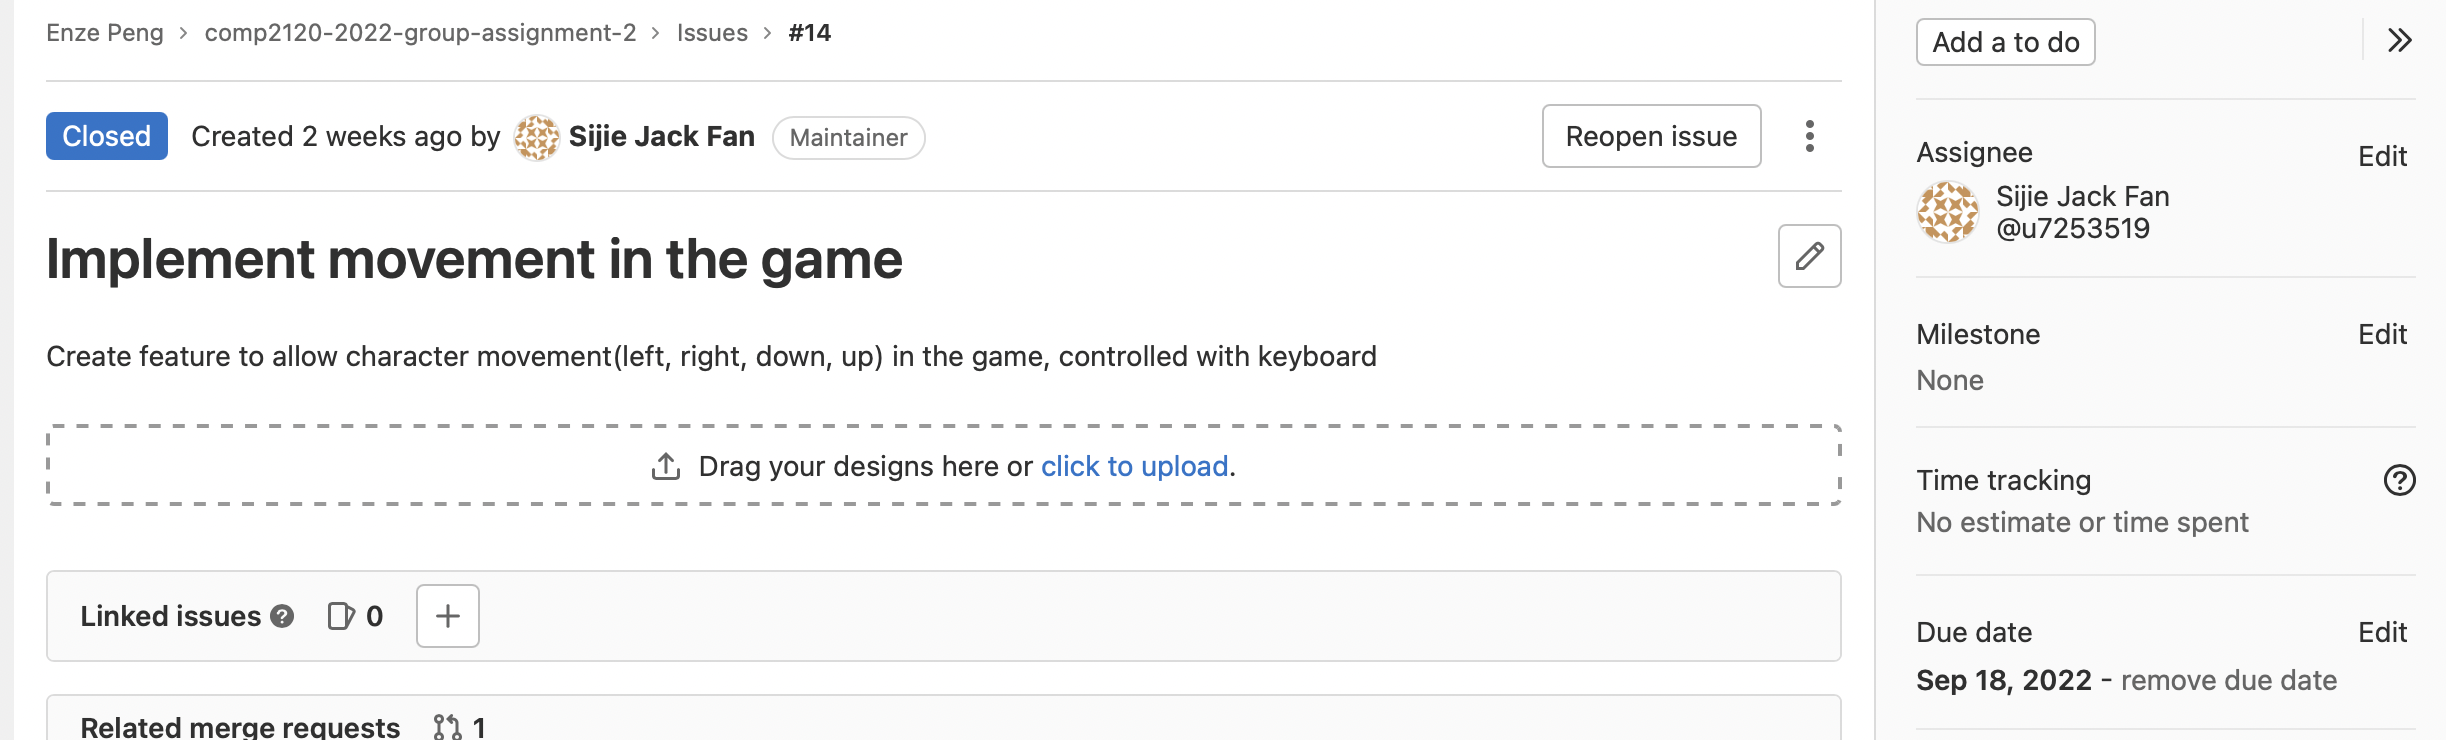 Enze Peng > comp2120-2022-group-assignment-2 > Issues > #14
Closed Created 2 weeks ago by Sijie Jack Fan Maintainer Reopen issue
Implement movement in the game
Create feature to allow character movement(left, right, down, up) in the game, controlled with keyboard
Drag your designs here or click to upload.
Linked issues 0
Related merge requests 1
Add a to do
Assignee Edit
Sijie Jack Fan
@u7253519
Milestone Edit
None
Time tracking
No estimate or time spent
Due date Edit
Sep 18, 2022 - remove due date